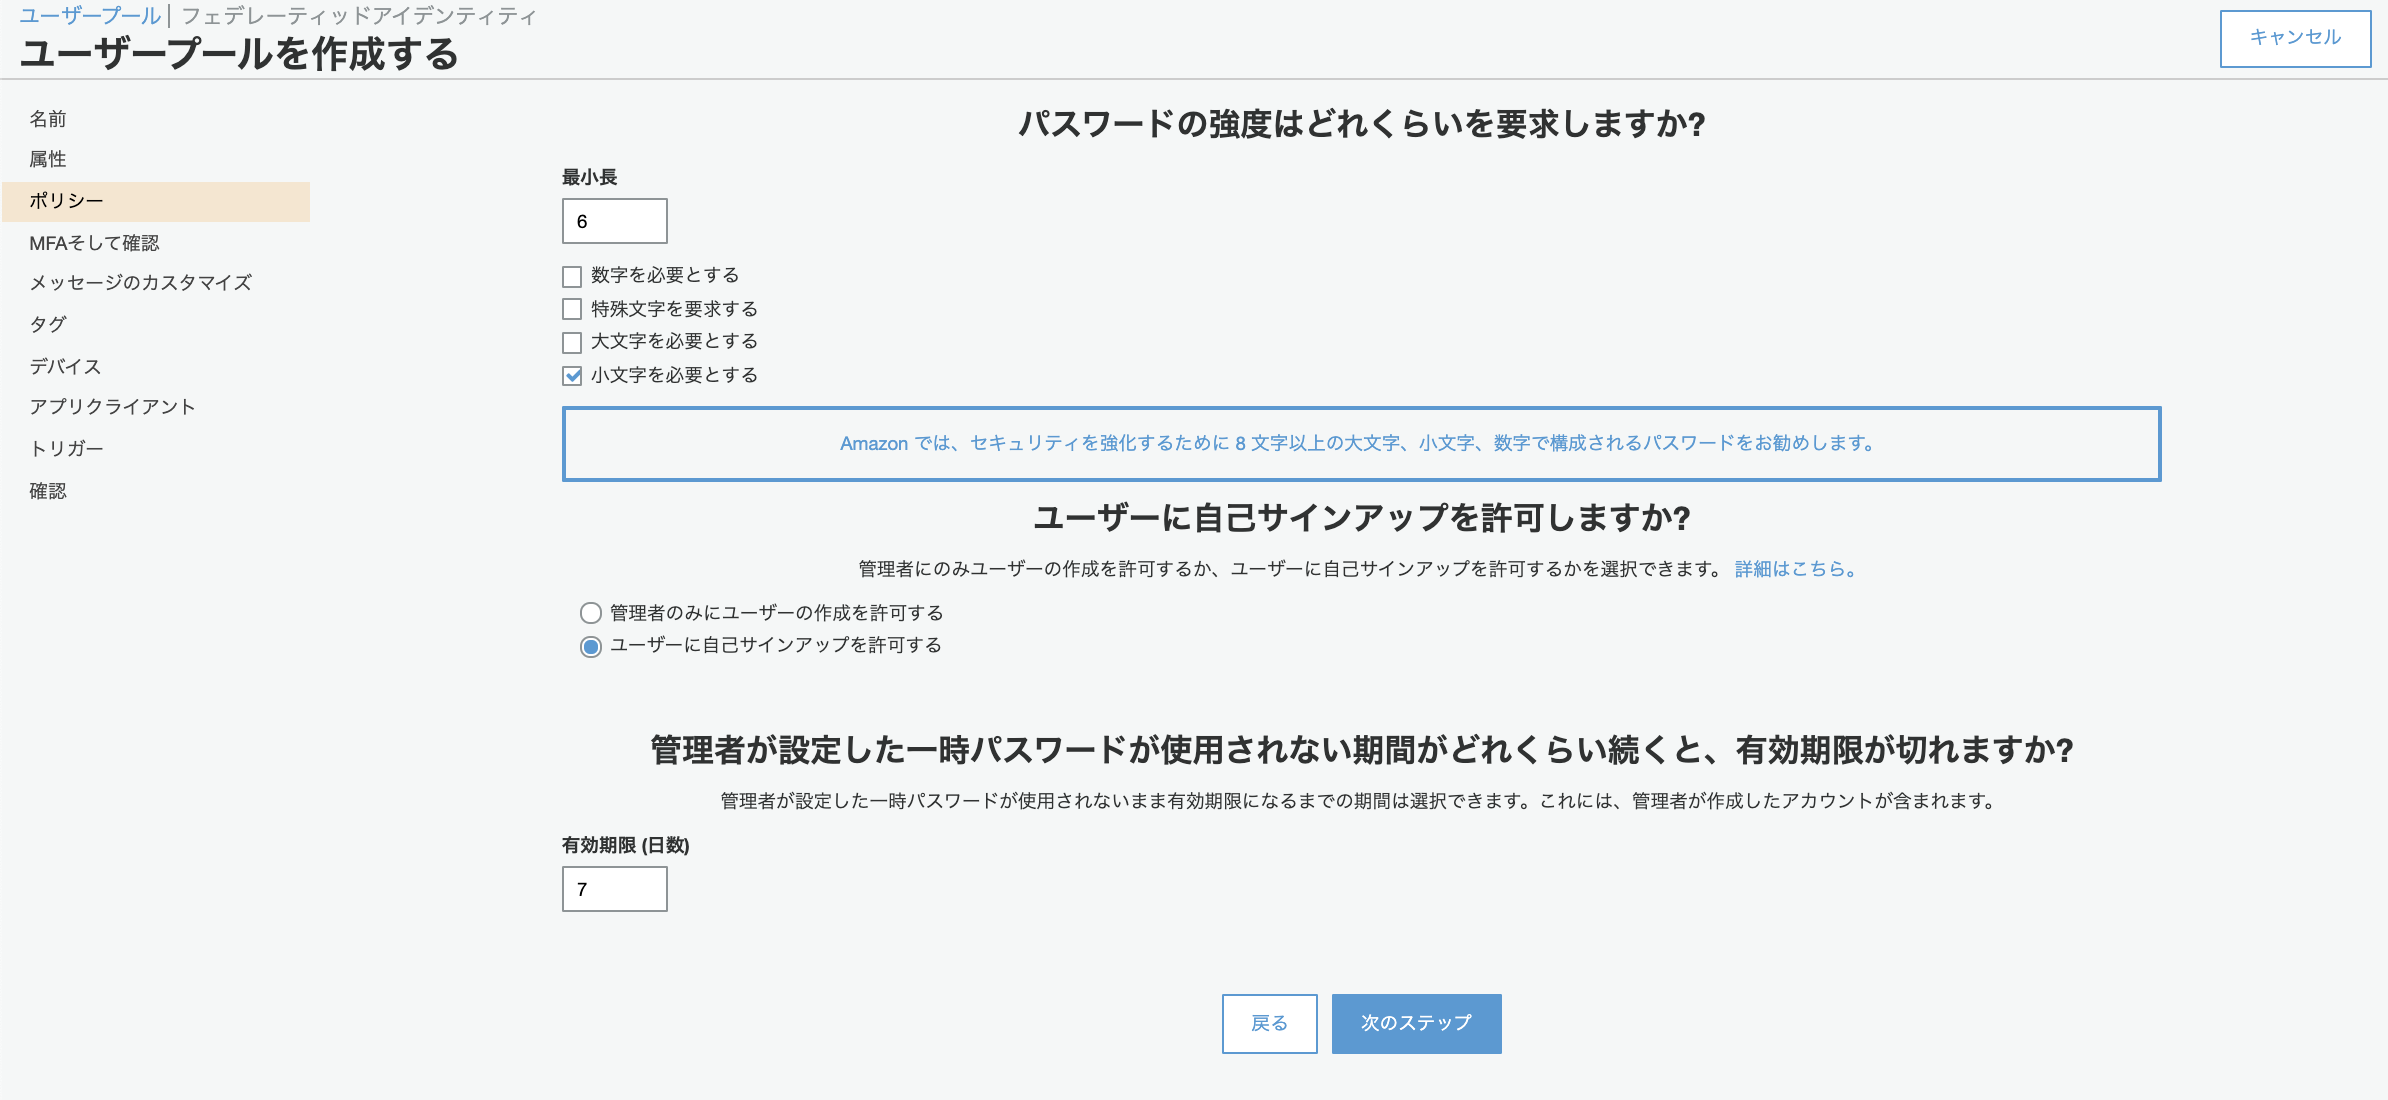 ユーザープール | フェデレーティッドアイデンティティ
ユーザープールを作成する
キャンセル
名前
属性
ポリシー
MFAそして確認
メッセージのカスタマイズ
タグ
デバイス
アプリクライアント
トリガー
確認
パスワードの強度はどれくらいを要求しますか?
最小長
6
数字を必要とする
特殊文字を要求する
大文字を必要とする
小文字を必要とする
Amazon では、セキュリティを強化するために 8 文字以上の大文字、小文字、数字で構成されるパスワードをお勧めします。
ユーザーに自己サインアップを許可しますか?
管理者にのみユーザーの作成を許可するか、ユーザーに自己サインアップを許可するかを選択できます。 詳細はこちら。
管理者のみにユーザーの作成を許可する
ユーザーに自己サインアップを許可する
管理者が設定した一時パスワードが使用されない期間がどれくらい続くと、有効期限が切れますか?
管理者が設定した一時パスワードが使用されないまま有効期限になるまでの期間は選択できます。これには、管理者が作成したアカウントが含まれます。
有効期限 (日数)
7
戻る
次のステップ